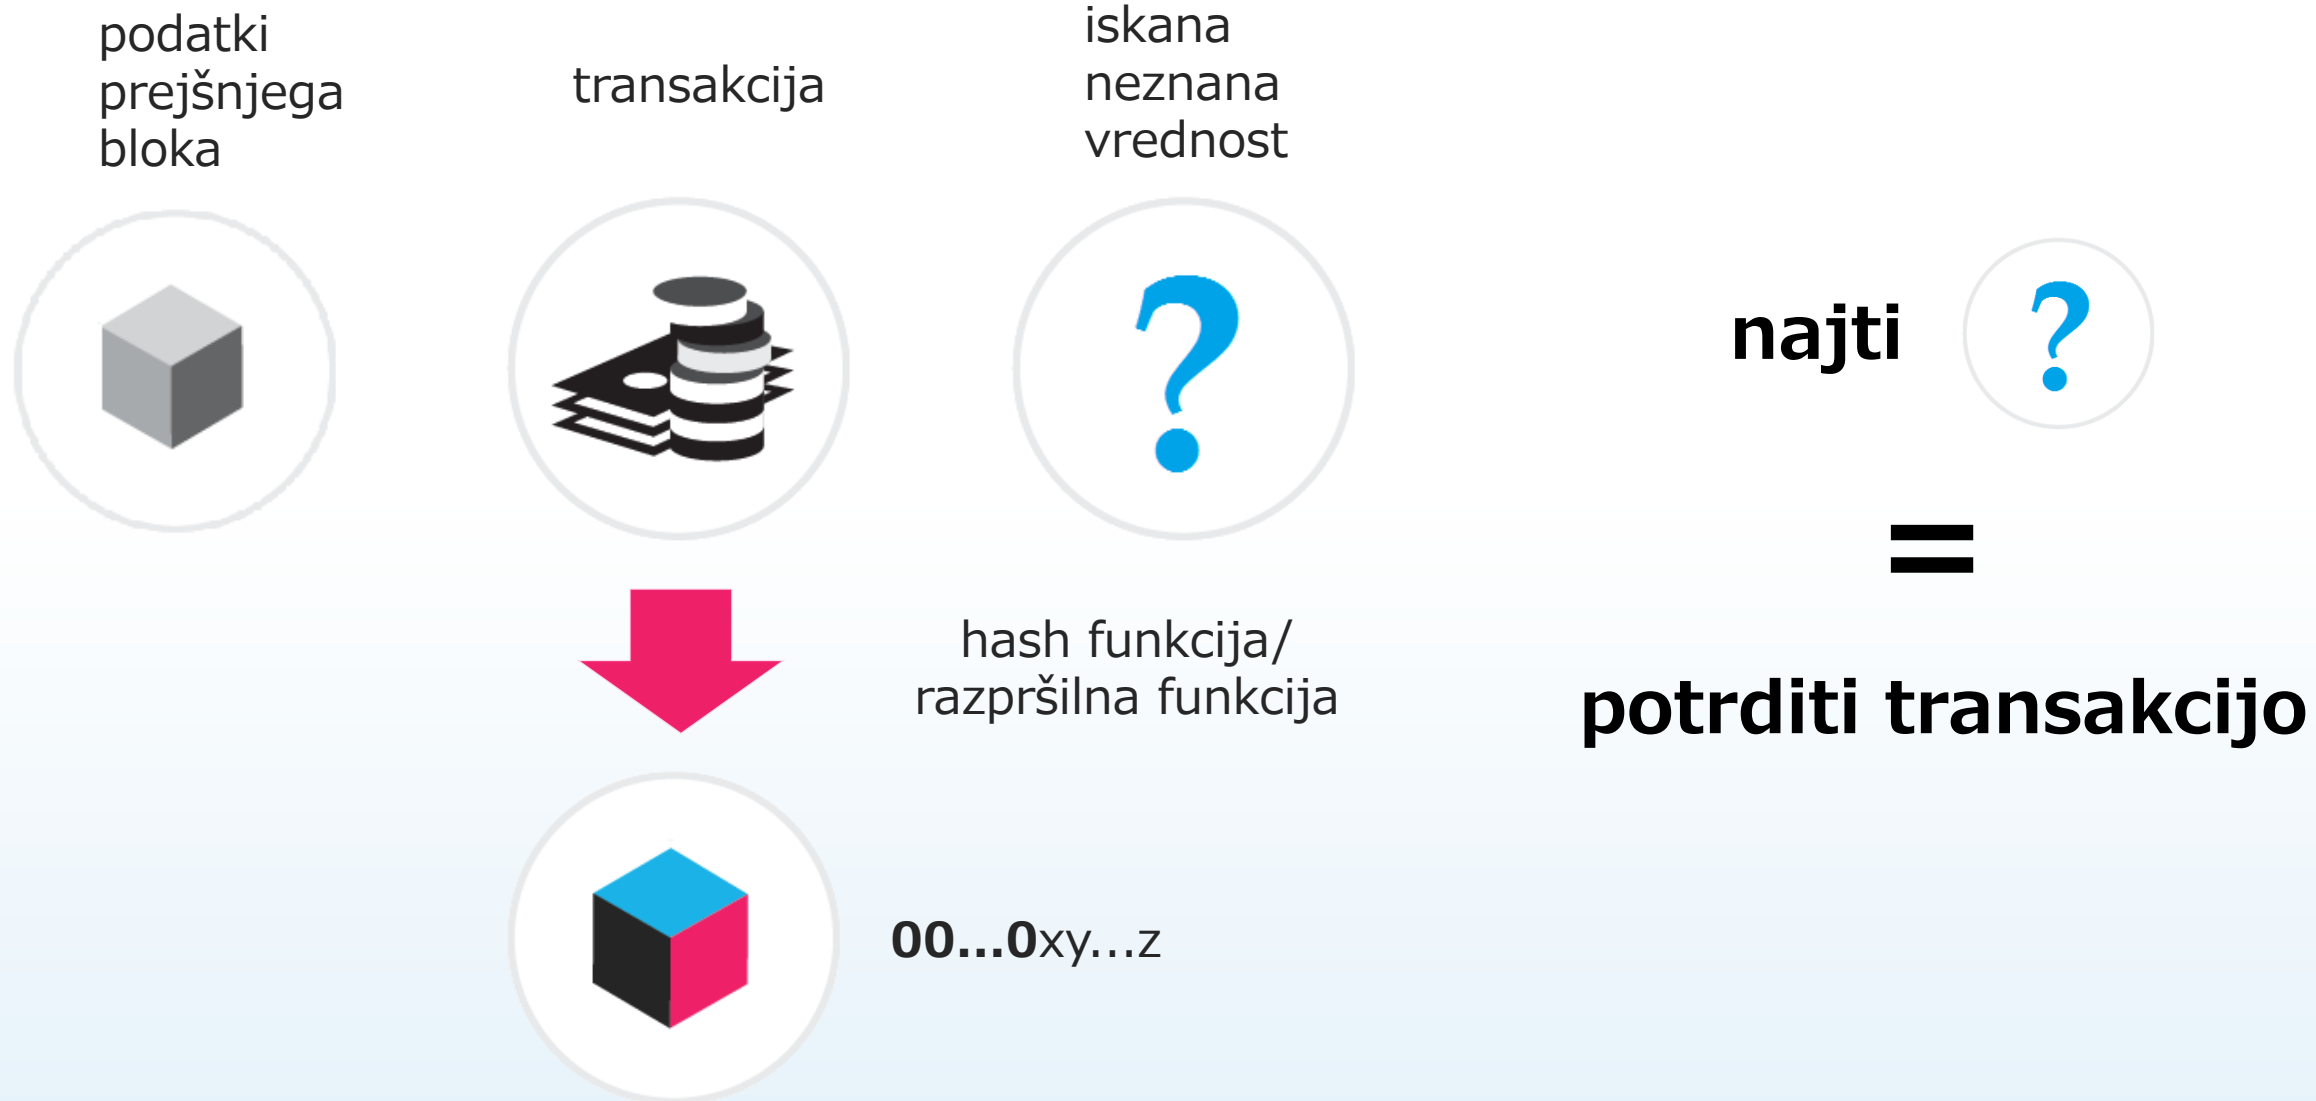 podatki
prejšnjega
bloka
transakcija
iskana
neznana
vrednost
?
najti ?
=
hash funkcija/
razpršilna funkcija
potrditi transakcijo
00...0xy...z